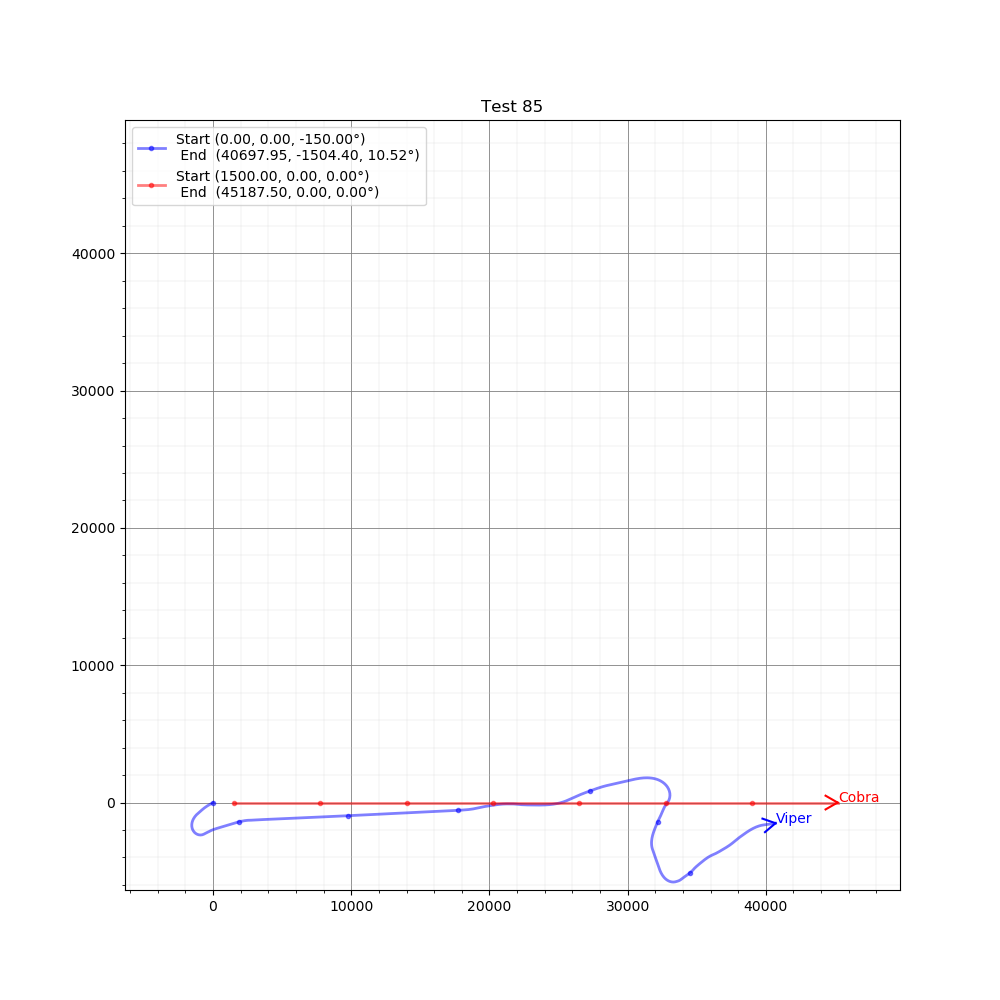 Test 85
Start (0.00, 0.00, -150.00°)
End (40697.95, -1504.40, 10.52°)
Start (1500.00, 0.00, 0.00°)
End (45187.50, 0.00, 0.00°)
40000
30000
20000
10000
0
Cobra
Viper
0
10000
20000
30000
40000